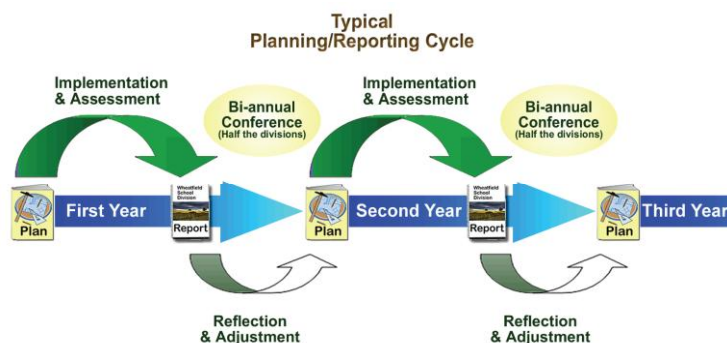 Typical
Planning/Reporting Cycle
Implementation
& Assessment
Bi-annual
Conference
(Half the divisions)
Implementation
& Assessment
Bi-annual
Conference
(Half the divisions)
Plan
First Year
Wheatfield
School
Division
Report
Plan
Second Year
Wheatfield
School
Division
Report
Plan
Third Year
Reflection
& Adjustment
Reflection
& Adjustment